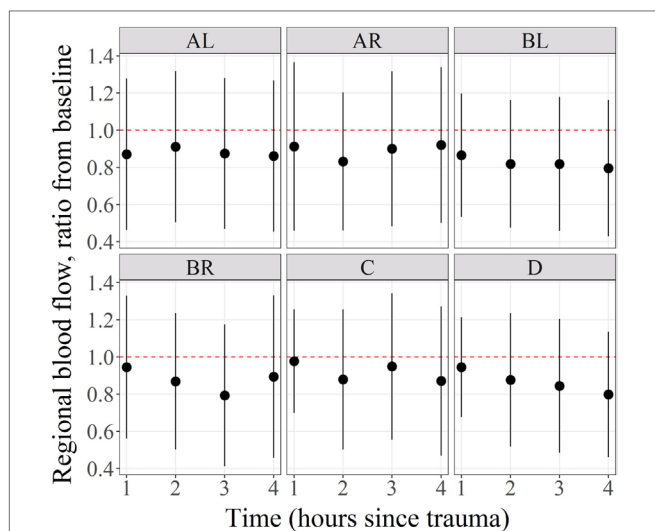 Regional blood flow, ratio from baseline
AL AR BL
1.4
1.2
1.0
0.8
0.6
0.4
BR C D
1.4
1.2
1.0
0.8
0.6
0.4
1 2 3 4 1 2 3 4 1 2 3 4
Time (hours since trauma)